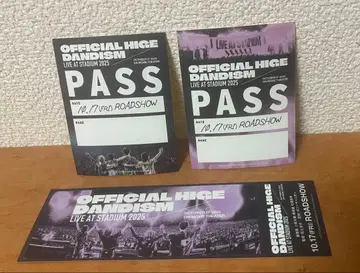 OFFICIAL HIGE
DANDISM
LIVE AT STADIUM 2025
PASS
DATE
10.17(FRI) ROADSHOW
NAME
LIVE AT STADIUM
OFFICIAL HIGE
DANDISM
LIVE AT STADIUM 2025
PASS
DATE
10.17(FRI) ROADSHOW
NAME
OFFICIAL HIGE
DANDISM
LIVE AT STADIUM 2025
OFFICIAL HIGE
DANDISM
LIVE AT STADIUM 2025
10.17(FRI) ROADSHOW